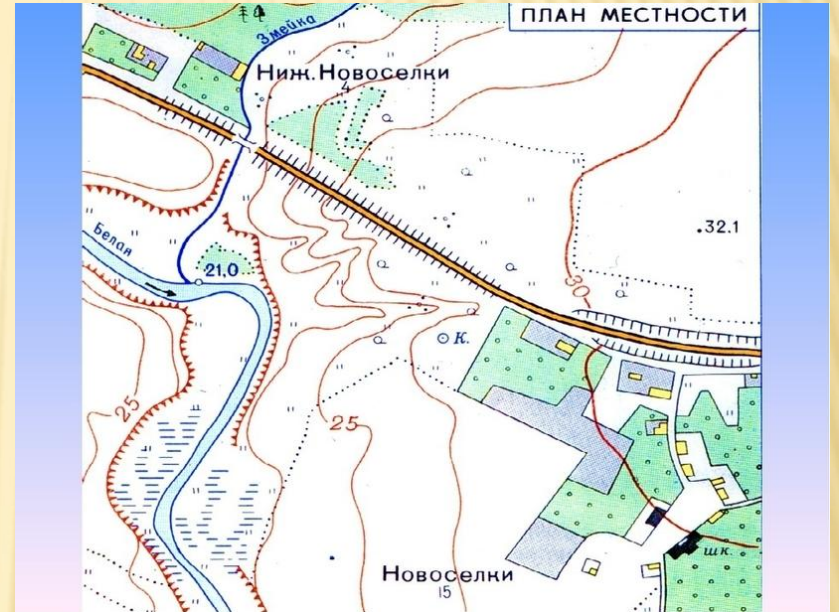 ПЛАН МЕСТНОСТИ
Змейка
Ниж. Новоселки
4
.32.1
Белая
21,0
30
К.
25
25
шк.
Новоселки
15